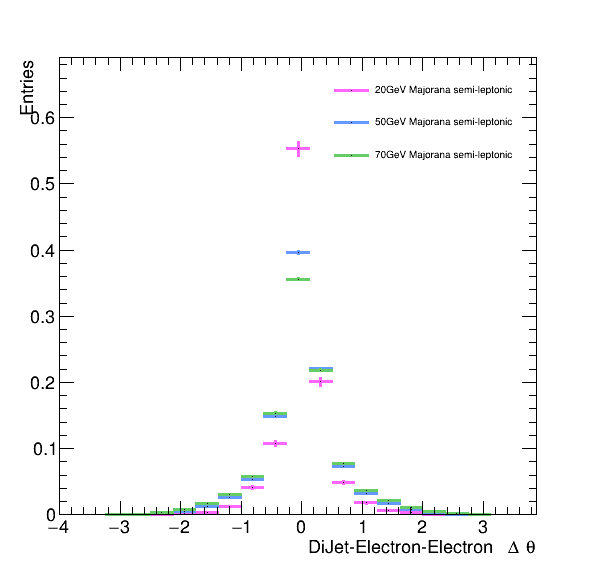 Entries
20GeV Majorana semi-leptonic
50GeV Majorana semi-leptonic
70GeV Majorana semi-leptonic
0.6
0.5
0.4
0.3
0.2
0.1
0
−4 −3 −2 −1 0 1 2 3
DiJet-Electron-Electron Δ θ